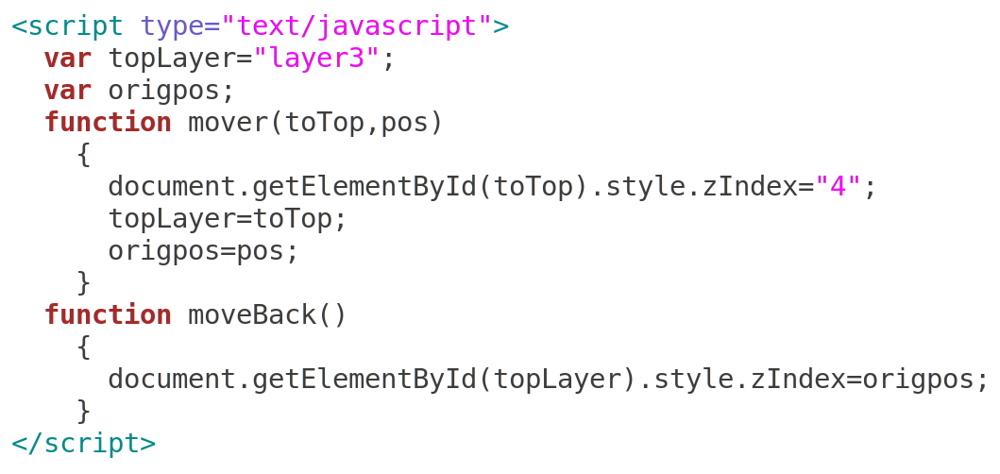 <script type="text/javascript">
  var topLayer="layer3";
  var origpos;
  function mover(toTop,pos)
    {
      document.getElementById(toTop).style.zIndex="4";
      topLayer=toTop;
      origpos=pos;
    }
  function moveBack()
    {
      document.getElementById(topLayer).style.zIndex=origpos;
    }
</script>